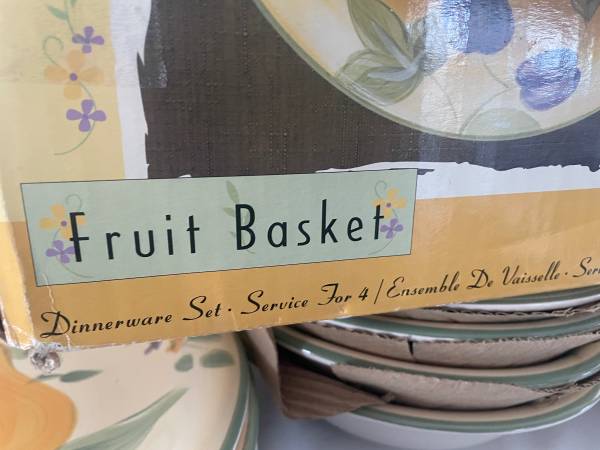 Fruit Basket
Dinnerware Set · Service For 4 / Ensemble De Vaisselle ·